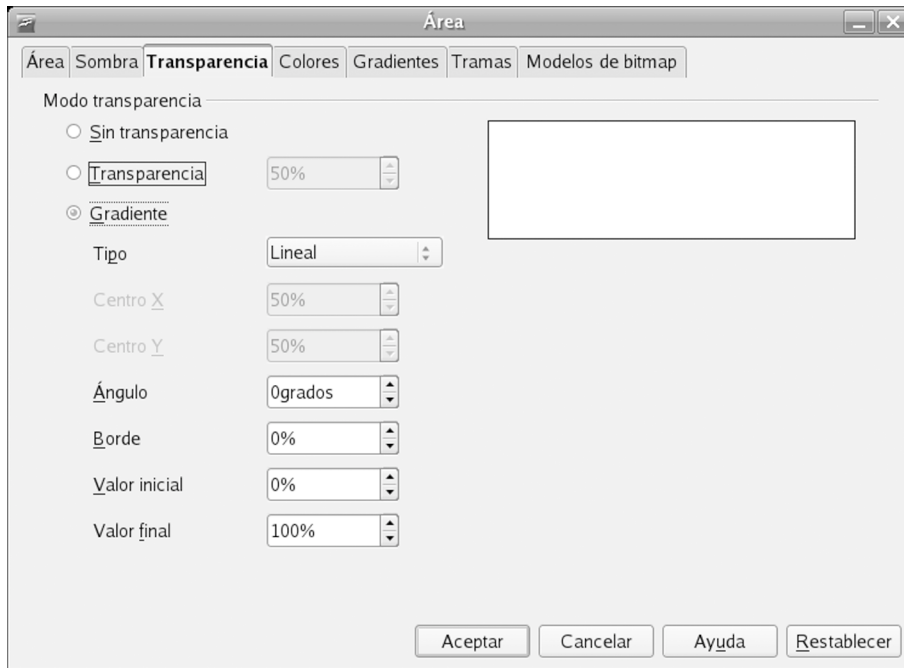 Área
Área Sombra Transparencia Colores Gradientes Tramas Modelos de bitmap
Modo transparencia
Sin transparencia
Transparencia 50%
Gradiente
Tipo Lineal
Centro X 50%
Centro Y 50%
Ángulo 0grados
Borde 0%
Valor inicial 0%
Valor final 100%
Aceptar Cancelar Ayuda Restablecer